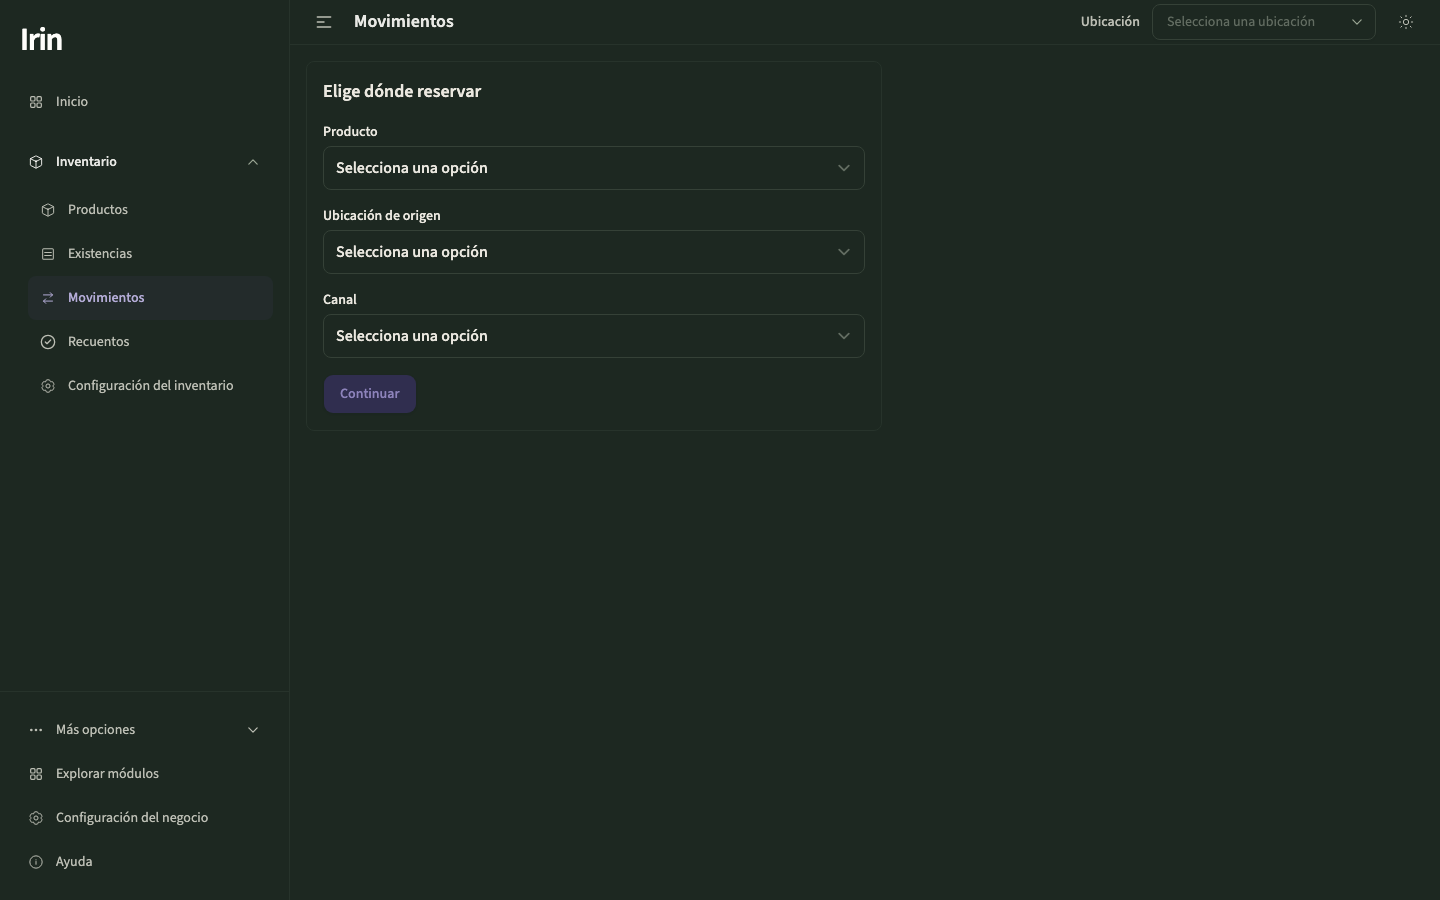 Irin
Inicio
Inventario
Productos
Existencias
Movimientos
Recuentos
Configuración del inventario
Más opciones
Explorar módulos
Configuración del negocio
Ayuda
Movimientos
Ubicación
Selecciona una ubicación
Elige dónde reservar
Producto
Selecciona una opción
Ubicación de origen
Selecciona una opción
Canal
Selecciona una opción
Continuar